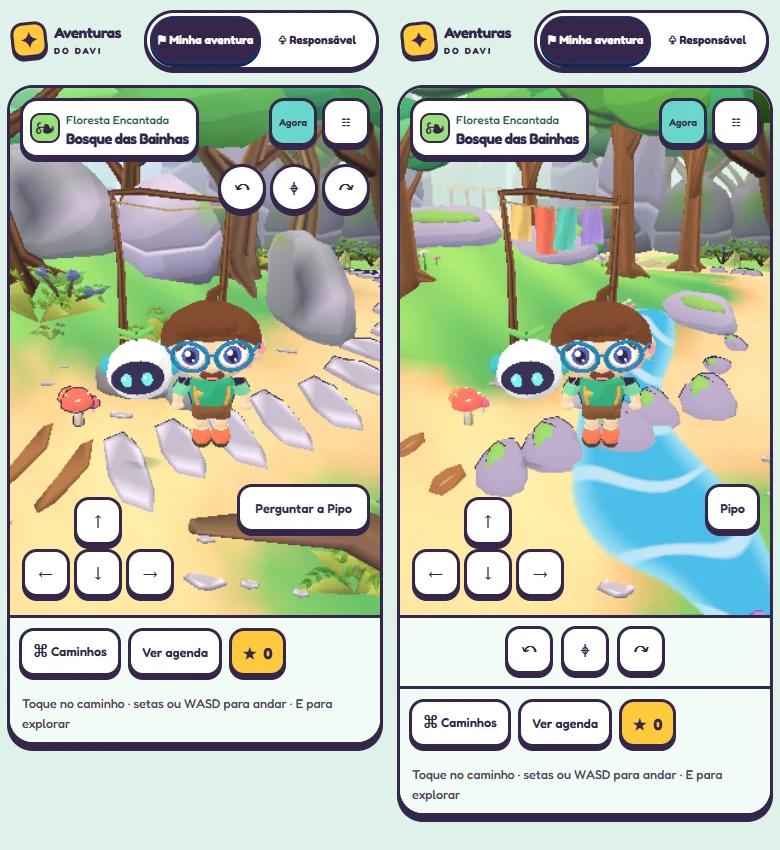 Aventuras
DO DAVI
Minha aventura
Responsável
Floresta Encantada
Bosque das Bainhas
Agora
Perguntar a Pipo
Caminhos
Ver agenda
★ 0
Toque no caminho · setas ou WASD para andar · E para
explorar
Aventuras
DO DAVI
Minha aventura
Responsável
Floresta Encantada
Bosque das Bainhas
Agora
Pipo
Caminhos
Ver agenda
★ 0
Toque no caminho · setas ou WASD para andar · E para
explorar